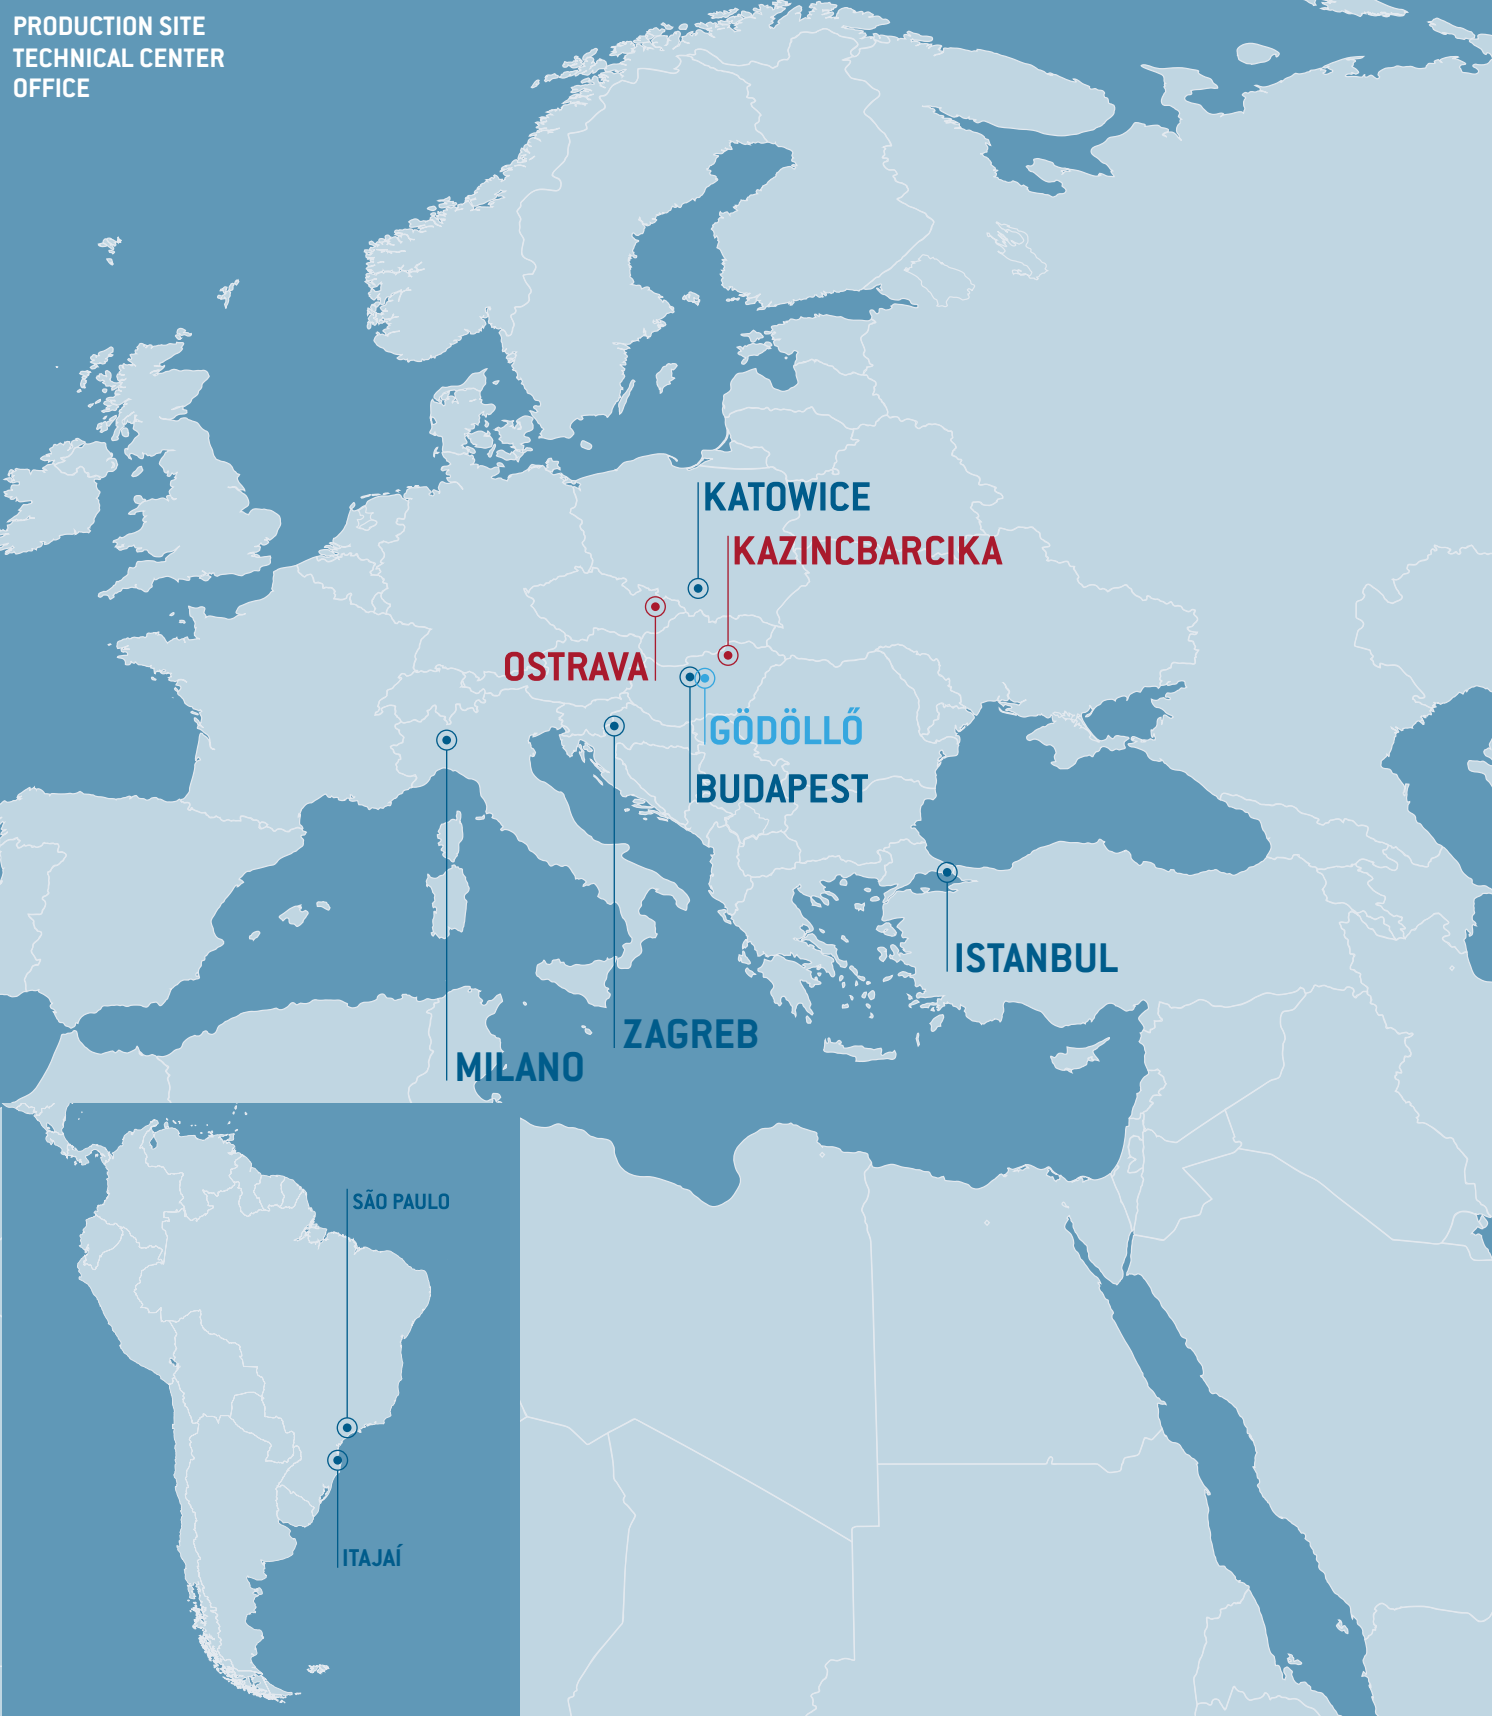 PRODUCTION SITE
TECHNICAL CENTER
OFFICE
KATOWICE
KAZINCBARCIKA
OSTRAVA
GÖDÖLLŐ
BUDAPEST
ISTANBUL
ZAGREB
MILANO
SÃO PAULO
ITAJAÍ